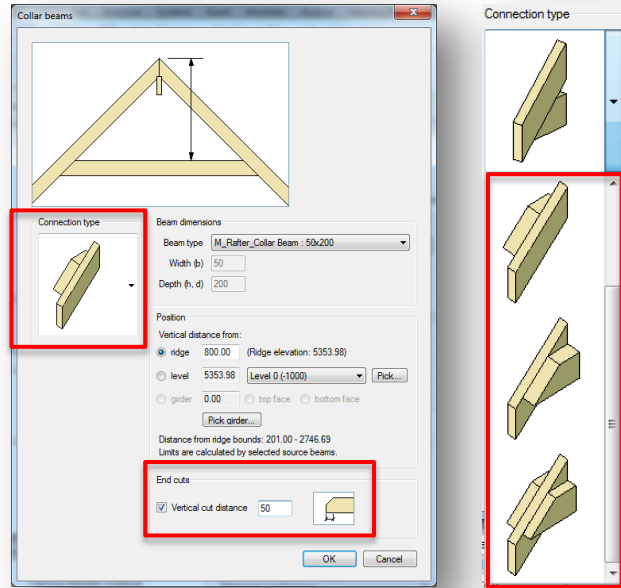 Collar beams
Connection type
Connection type
Beam dimensions
Beam type M_Rafter_Collar Beam : 50x200
Width (b) 50
Depth (h, d) 200
Position
Vertical distance from:
ridge 800.00 (Ridge elevation: 5353.98)
level 5353.98 Level 0 (-1000) Pick...
girder 0.00 top face bottom face
Pick girder...
Distance from ridge bounds: 201.00 - 2746.69
Limits are calculated by selected source beams.
End cuts
Vertical cut distance 50
OK Cancel